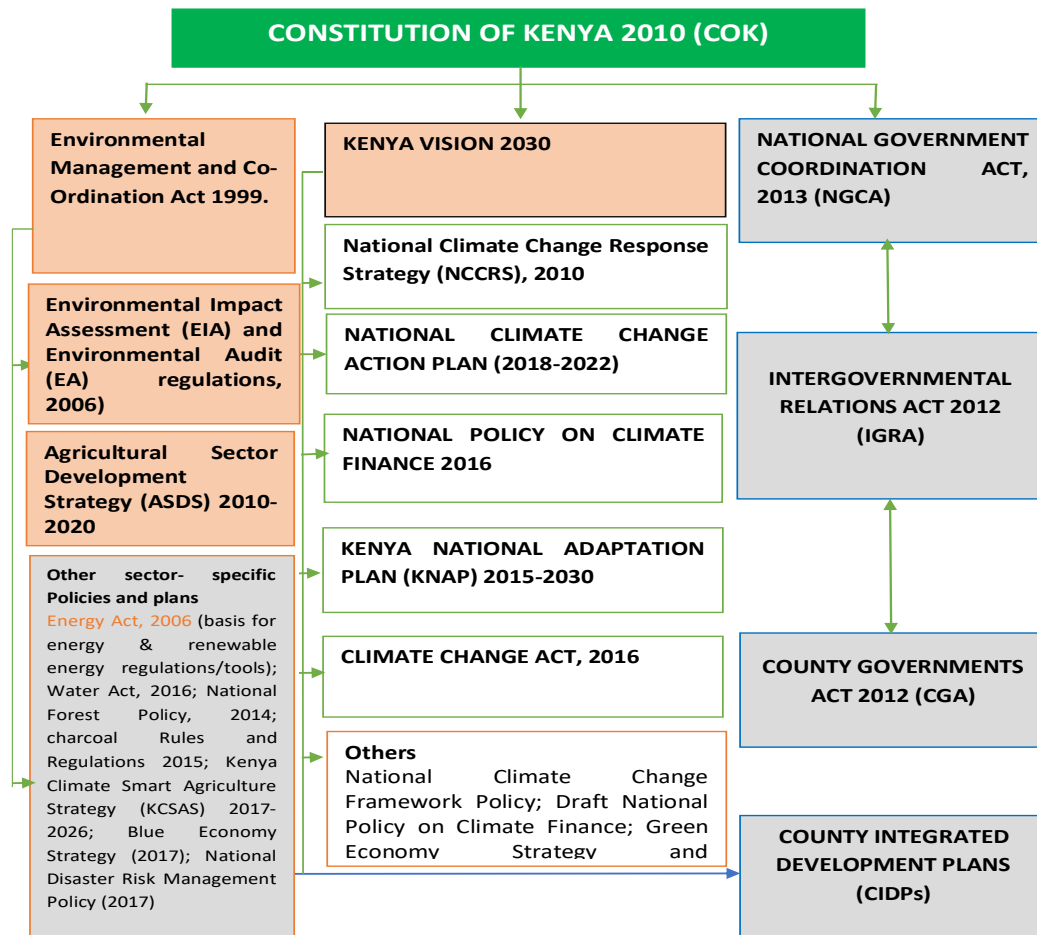 CONSTITUTION OF KENYA 2010 (COK)
Environmental
Management and Co-
Ordination Act 1999.
Environmental Impact
Assessment (EIA) and
Environmental Audit
(EA) regulations,
2006)
Agricultural Sector
Development
Strategy (ASDS) 2010-
2020
Other sector- specific
Policies and plans
Energy Act, 2006 (basis for
energy & renewable
energy regulations/tools);
Water Act, 2016; National
Forest Policy, 2014;
charcoal Rules and
Regulations 2015; Kenya
Climate Smart Agriculture
Strategy (KCSAS) 2017-
2026; Blue Economy
Strategy (2017); National
Disaster Risk Management
Policy (2017)
KENYA VISION 2030
National Climate Change Response
Strategy (NCCRS), 2010
NATIONAL CLIMATE CHANGE
ACTION PLAN (2018-2022)
NATIONAL POLICY ON CLIMATE
FINANCE 2016
KENYA NATIONAL ADAPTATION
PLAN (KNAP) 2015-2030
CLIMATE CHANGE ACT, 2016
Others
National Climate Change
Framework Policy; Draft National
Policy on Climate Finance; Green
Economy Strategy and
NATIONAL GOVERNMENT
COORDINATION ACT,
2013 (NGCA)
INTERGOVERNMENTAL
RELATIONS ACT 2012
(IGRA)
COUNTY GOVERNMENTS
ACT 2012 (CGA)
COUNTY INTEGRATED
DEVELOPMENT PLANS
(CIDPs)